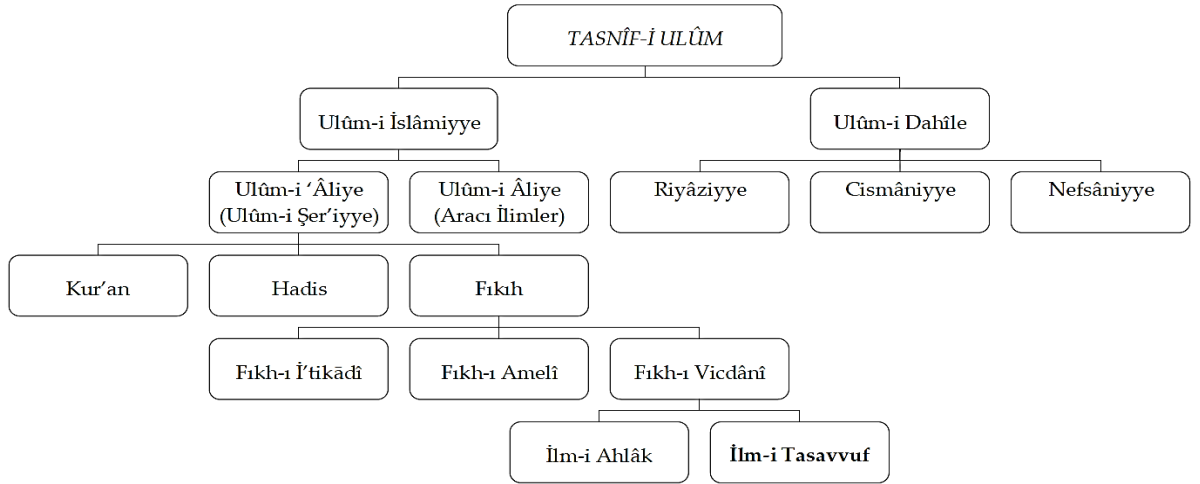 TASNÎF-İ ULÛM
Ulûm-i İslâmiyye
Ulûm-i Dahîle
Ulûm-i ‘Âliye
(Ulûm-i Şer’iyye)
Ulûm-i Âliye
(Aracı İlimler)
Riyâziyye
Cismâniyye
Nefsâniyye
Kur’an
Hadis
Fıkıh
Fıkh-ı İ’tikādî
Fıkh-ı Amelî
Fıkh-ı Vicdânî
İlm-i Ahlâk
İlm-i Tasavvuf